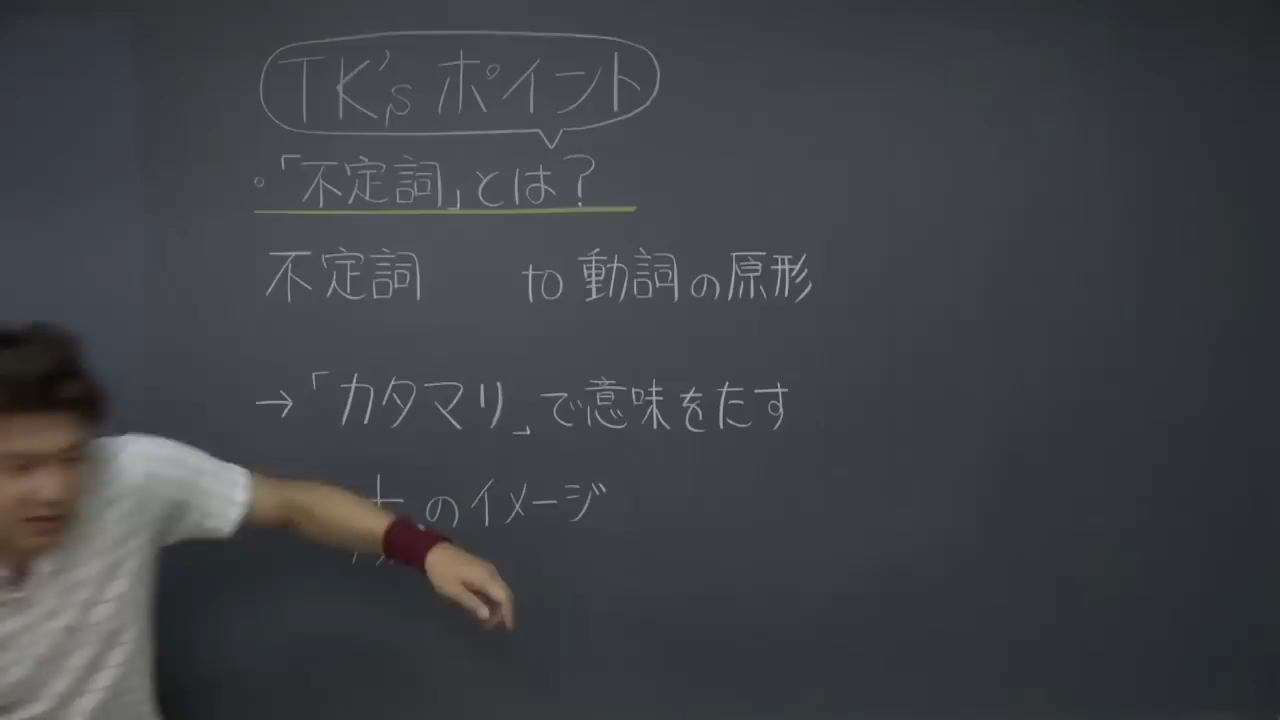 TK'sポイント
・「不定詞」とは?
不定詞 to 動詞の原形
→「カタマリ」で意味をたす
のイメージ